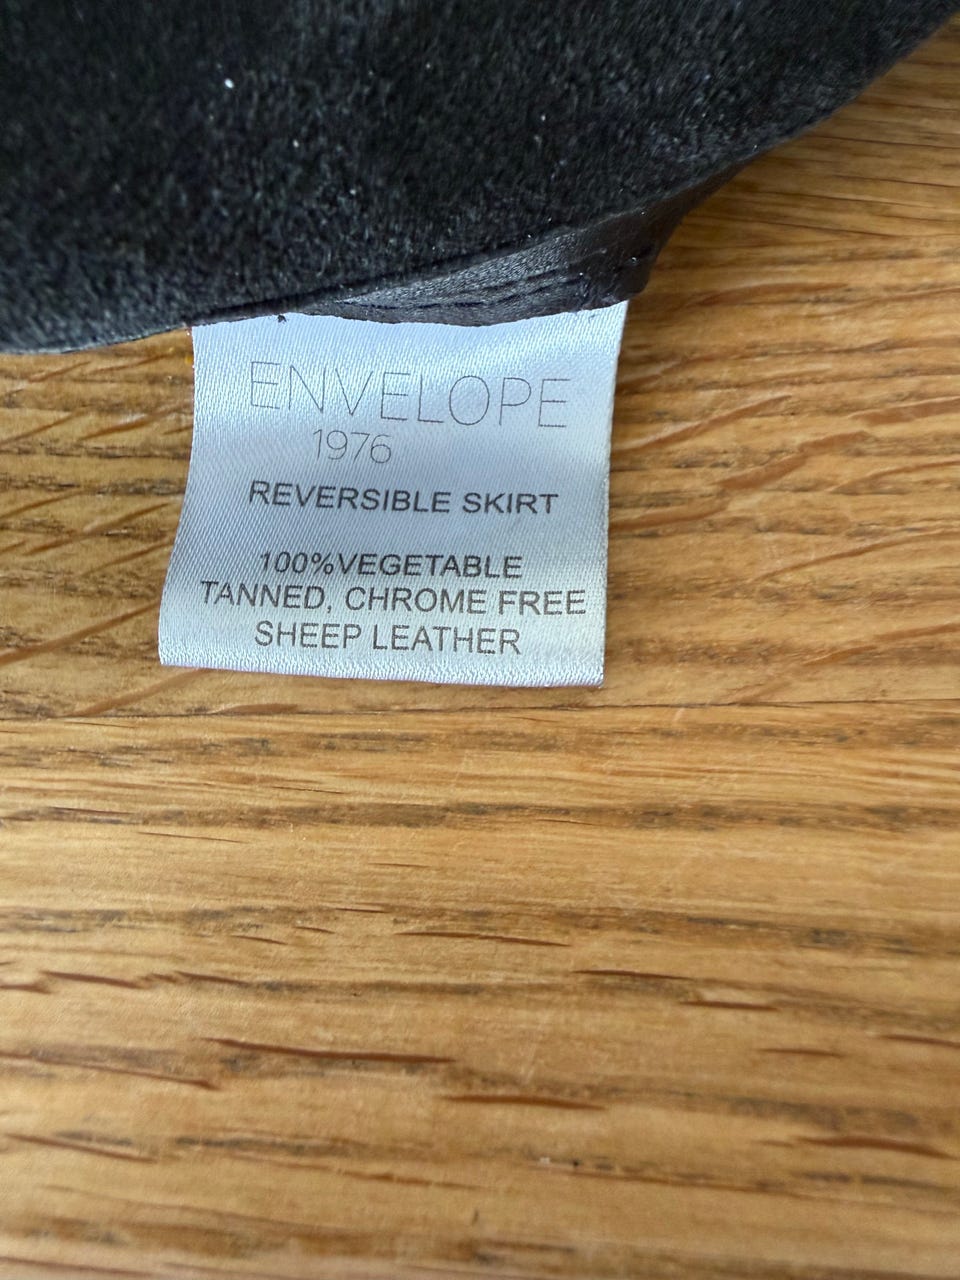 ENVELOPE
1976
REVERSIBLE SKIRT
100%VEGETABLE
TANNED, CHROME FREE
SHEEP LEATHER